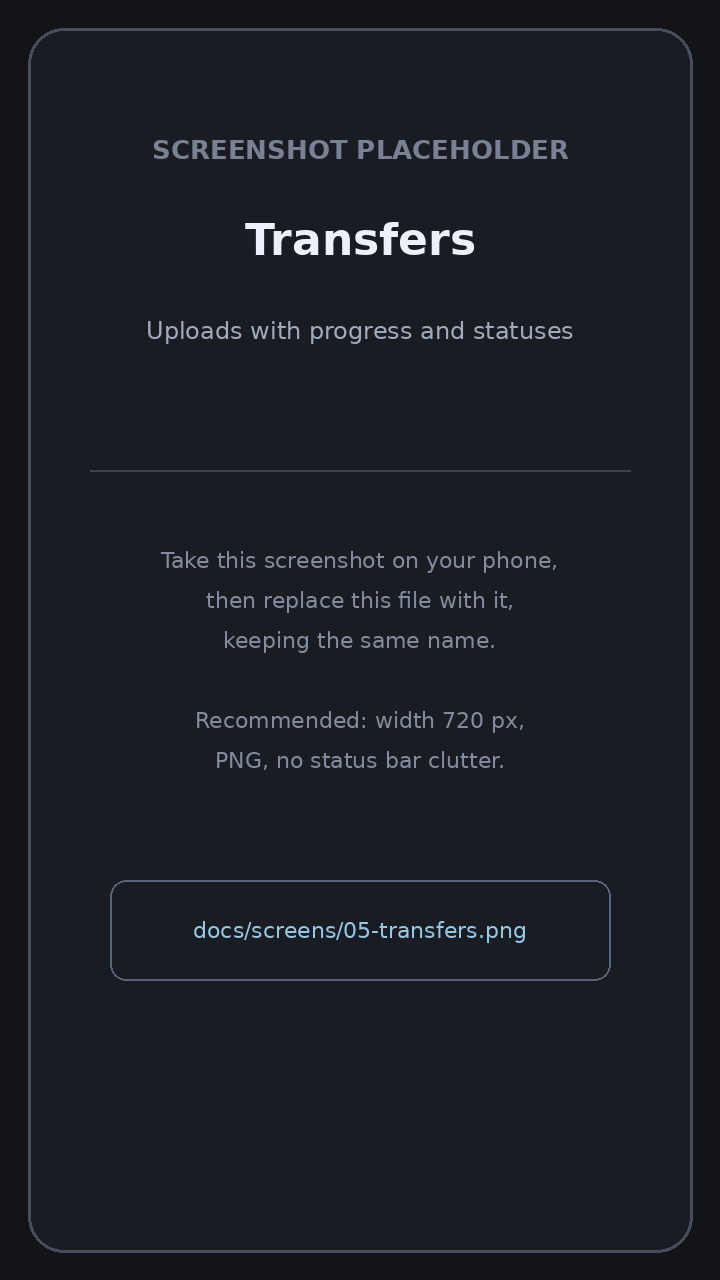 SCREENSHOT PLACEHOLDER
Transfers
Uploads with progress and statuses
Take this screenshot on your phone,
then replace this file with it,
keeping the same name.
Recommended: width 720 px,
PNG, no status bar clutter.
docs/screens/05-transfers.png